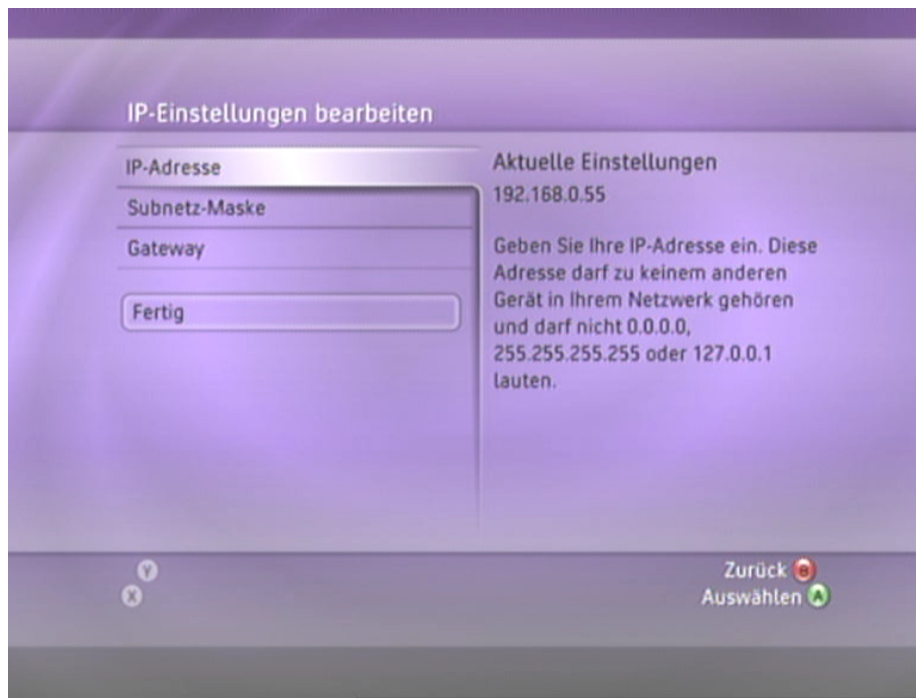 IP-Einstellungen bearbeiten
IP-Adresse
Subnetz-Maske
Gateway
Fertig
Aktuelle Einstellungen
192.168.0.55
Geben Sie Ihre IP-Adresse ein. Diese
Adresse darf zu keinem anderen
Gerät in Ihrem Netzwerk gehören
und darf nicht 0.0.0.0,
255.255.255.255 oder 127.0.0.1
lauten.
Y
X
Zurück B
Auswählen A